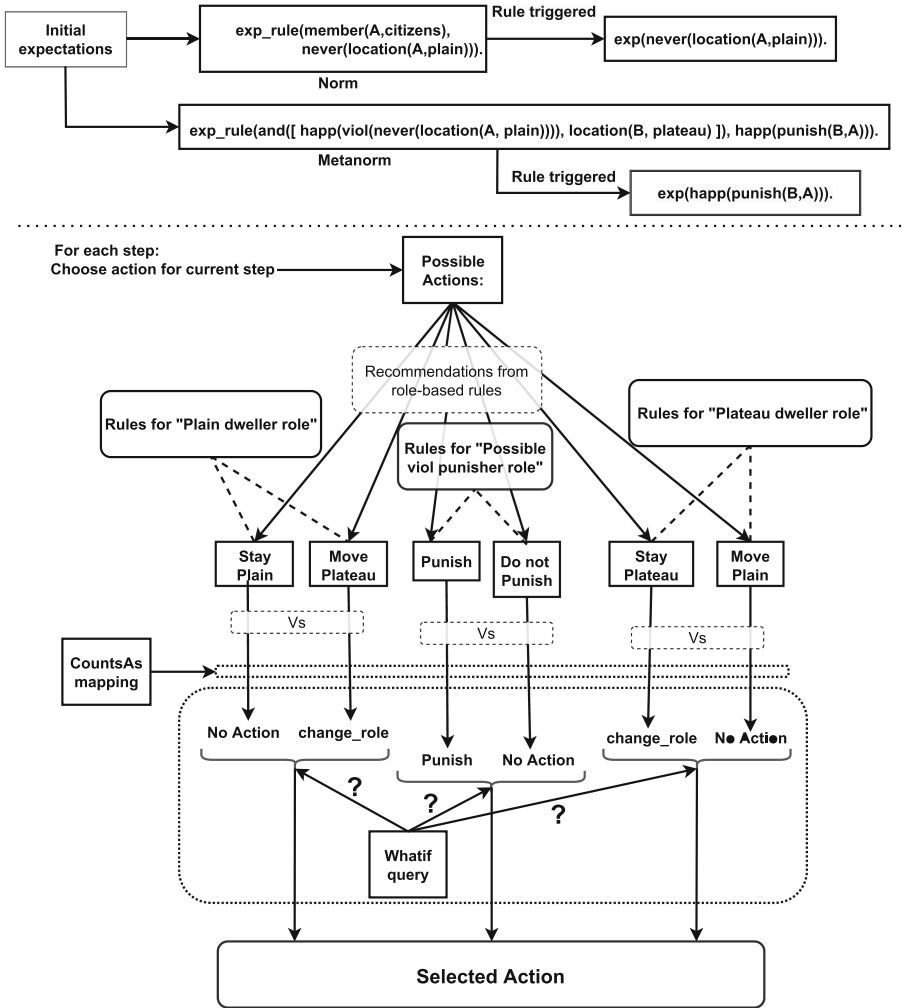 Initial
expectations
exp_rule(member(A,citizens),
never(location(A,plain))).
Norm
Rule triggered
exp(never(location(A,plain))).
exp_rule(and([ happ(viol(never(location(A, plain)))), location(B, plateau) ]), happ(punish(B,A))).
Metanorm
Rule triggered
exp(happ(punish(B,A))).
For each step:
Choose action for current step
Possible
Actions:
Recommendations from
role-based rules
Rules for "Plain dweller role"
Rules for "Possible
viol punisher role"
Rules for "Plateau dweller role"
Stay
Plain
Move
Plateau
Punish
Do not
Punish
Stay
Plateau
Move
Plain
Vs
Vs
Vs
CountsAs
mapping
No Action
change_role
Punish
No Action
change_role
No Action
?
?
?
Whatif
query
Selected Action